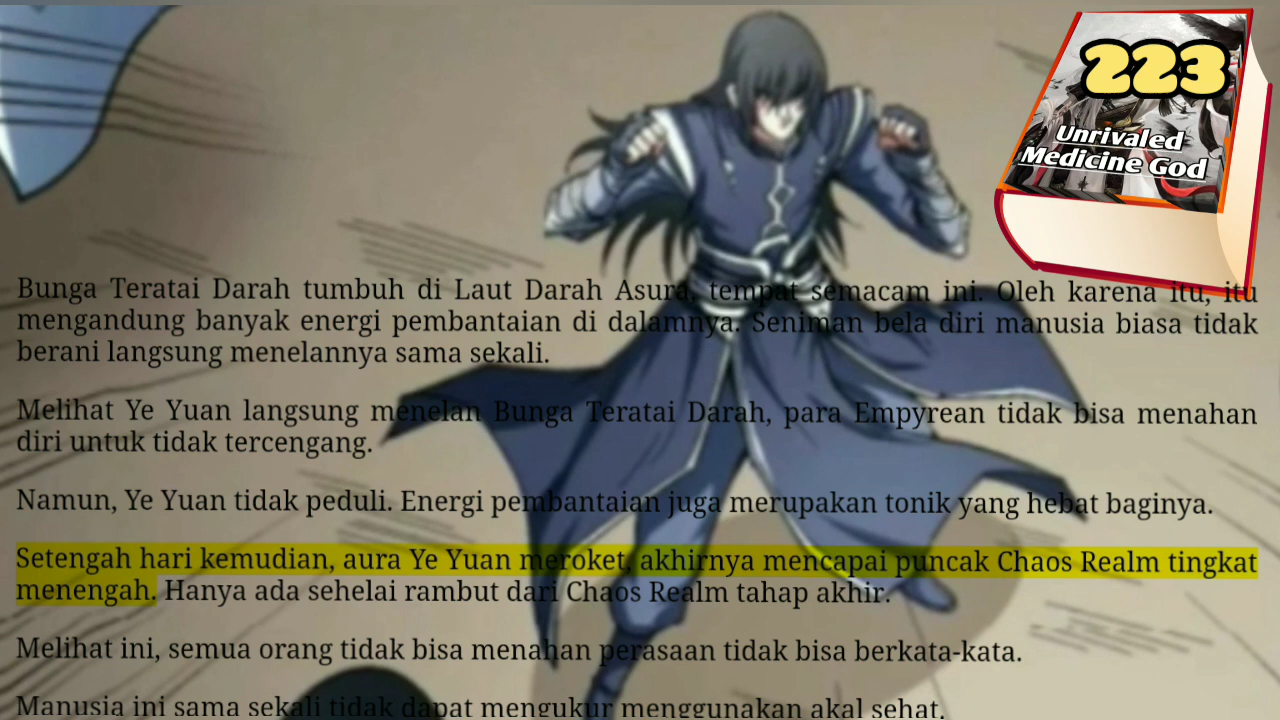 223
Unrivaled
Medicine God
Bunga Teratai Darah tumbuh di Laut Darah Asura, tempat semacam ini. Oleh karena itu, itu
mengandung banyak energi pembantaian di dalamnya. Seniman bela diri manusia biasa tidak
berani langsung menelannya sama sekali.
Melihat Ye Yuan langsung menelan Bunga Teratai Darah, para Empyrean tidak bisa menahan
diri untuk tidak tercengang.
Namun, Ye Yuan tidak peduli. Energi pembantaian juga merupakan tonik yang hebat baginya.
Setengah hari kemudian, aura Ye Yuan meroket, akhirnya mencapai puncak Chaos Realm tingkat
menengah. Hanya ada sehelai rambut dari Chaos Realm tahap akhir.
Melihat ini, semua orang tidak bisa menahan perasaan tidak bisa berkata-kata.
Manusia ini sama sekali tidak dapat mengukur menggunakan akal sehat.